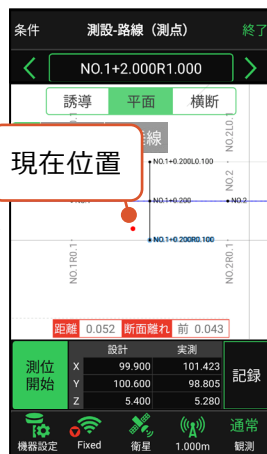 条件 測設-路線（測点） 終了
NO.1+2.000R1.000
誘導 平面 横断
線
現在位置
NO.1+0.200L0.100
NO.1+0.200
NO.2
NO.1+0.200R0.100
NO.2L0.1
NO.2
NO.1R0.1
NO.2R0.1
距離 0.052 断面離れ 前 0.043
設計 実測
測位開始
X 99.900 101.423
Y 100.600 98.805
Z 5.400 5.280
記録
機器設定 Fixed 衛星 1.000m 通常観測